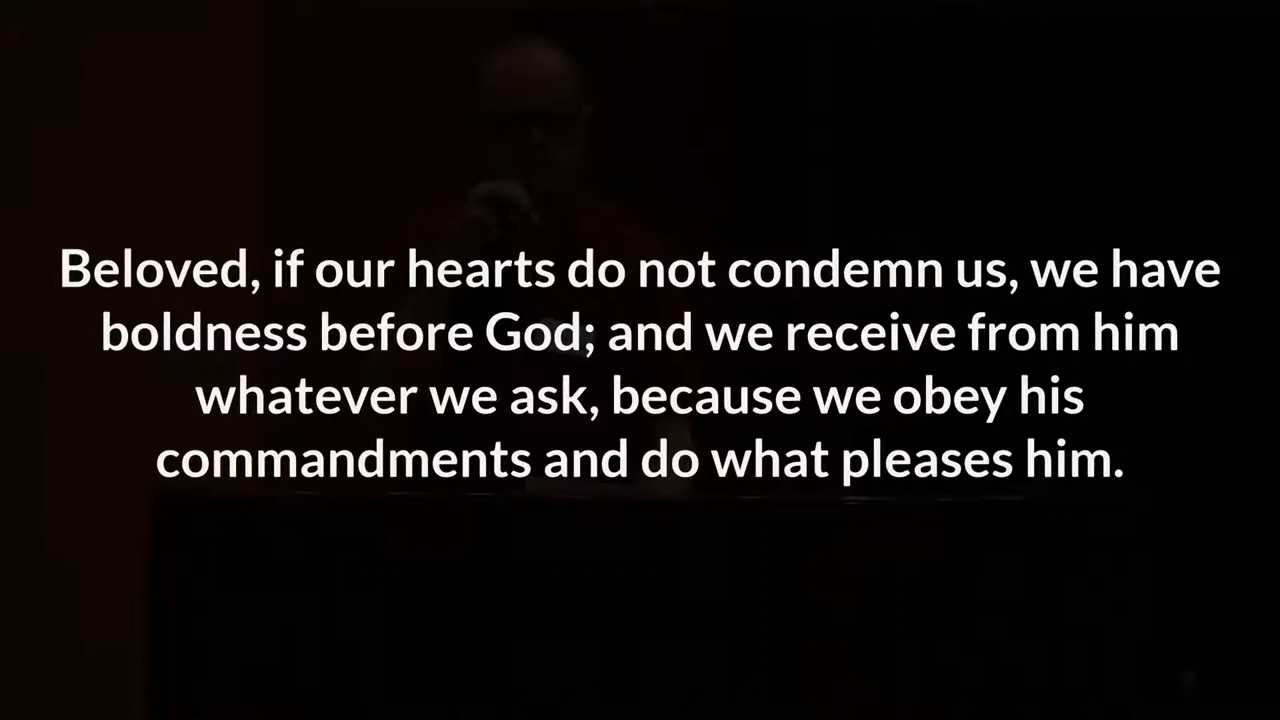 Beloved, if our hearts do not condemn us, we have
boldness before God; and we receive from him
whatever we ask, because we obey his
commandments and do what pleases him.